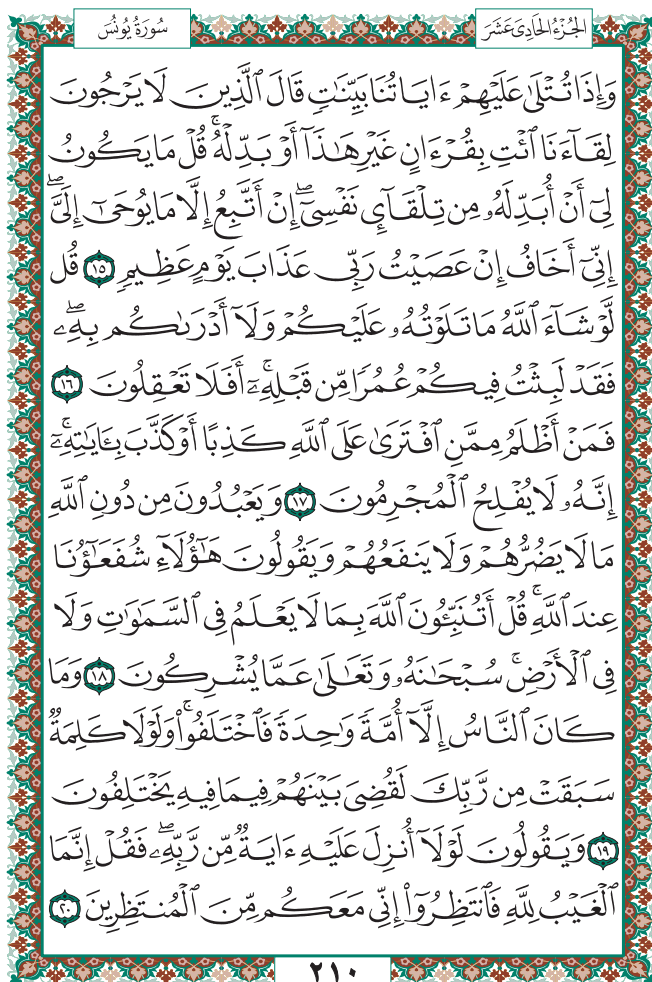 الجُزْءُ الحَادِى عَشَرَ
سُورَةُ يُونُسَ
وَإِذَا تُتْلَىٰ عَلَيْهِمْ ءَايَاتُنَا بَيِّنَٰتٍ قَالَ ٱلَّذِينَ لَا يَرْجُونَ
لِقَآءَنَا ٱئْتِ بِقُرْءَانٍ غَيْرِ هَٰذَآ أَوْ بَدِّلْهُۚ قُلْ مَا يَكُونُ
لِىٓ أَنْ أُبَدِّلَهُۥ مِن تِلْقَآئِ نَفْسِىٓۖ إِنْ أَتَّبِعُ إِلَّا مَا يُوحَىٰٓ إِلَىَّۖ
إِنِّىٓ أَخَافُ إِنْ عَصَيْتُ رَبِّى عَذَابَ يَوْمٍ عَظِيمٍ ١٥ قُل
لَّوْ شَآءَ ٱللَّهُ مَا تَلَوْتُهُۥ عَلَيْكُمْ وَلَآ أَدْرَىٰكُم بِهِۦۖ
فَقَدْ لَبِثْتُ فِيكُمْ عُمُرًا مِّن قَبْلِهِۦٓۚ أَفَلَا تَعْقِلُونَ ١٦
فَمَنْ أَظْلَمُ مِمَّنِ ٱفْتَرَىٰ عَلَى ٱللَّهِ كَذِبًا أَوْ كَذَّبَ بِـَٔايَٰتِهِۦٓۚ
إِنَّهُۥ لَا يُفْلِحُ ٱلْمُجْرِمُونَ ١٧ وَيَعْبُدُونَ مِن دُونِ ٱللَّهِ
مَا لَا يَضُرُّهُمْ وَلَا يَنفَعُهُمْ وَيَقُولُونَ هَٰٓؤُلَآءِ شُفَعَٰٓؤُنَا
عِندَ ٱللَّهِۚ قُلْ أَتُنَبِّـُٔونَ ٱللَّهَ بِمَا لَا يَعْلَمُ فِى ٱلسَّمَٰوَٰتِ وَلَا
فِى ٱلْأَرْضِۚ سُبْحَٰنَهُۥ وَتَعَٰلَىٰ عَمَّا يُشْرِكُونَ ١٨ وَمَا
كَانَ ٱلنَّاسُ إِلَّآ أُمَّةً وَٰحِدَةً فَٱخْتَلَفُوا۟ۚ وَلَوْلَا كَلِمَةٌ
سَبَقَتْ مِن رَّبِّكَ لَقُضِىَ بَيْنَهُمْ فِيمَا فِيهِ يَخْتَلِفُونَ
١٩ وَيَقُولُونَ لَوْلَآ أُنزِلَ عَلَيْهِ ءَايَةٌ مِّن رَّبِّهِۦۖ فَقُلْ إِنَّمَا
ٱلْغَيْبُ لِلَّهِ فَٱنتَظِرُوٓا۟ إِنِّى مَعَكُم مِّنَ ٱلْمُنتَظِرِينَ ٢٠
٢١٠